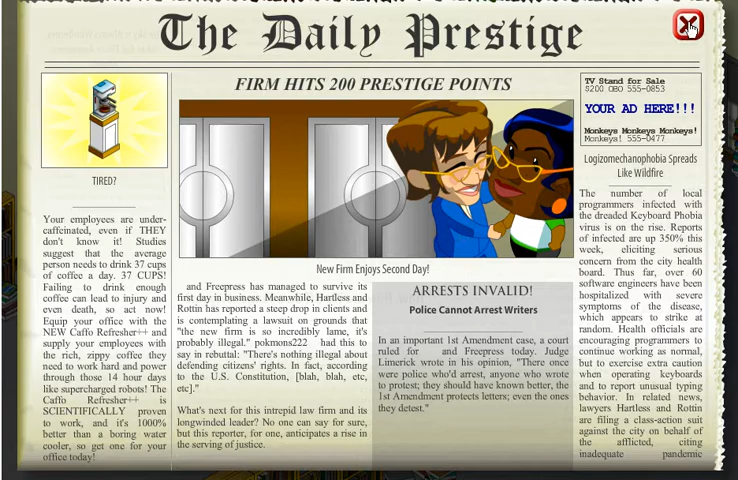 The Daily Prestige
TIRED?
Your employees are under-
caffeinated, even if THEY
don't know it! Studies
suggest that the average
person needs to drink 37 cups
of coffee a day. 37 CUPS!
Failing to drink enough
coffee can lead to injury and
even death, so act now!
Equip your office with the
NEW Caffo Refresher++ and
supply your employees with
the rich, zippy coffee they
need to work hard and power
through those 14 hour days
like supercharged robots! The
Caffo Refresher++ is
SCIENTIFICALLY proven
to work, and it's 1000%
better than a boring water
cooler, so get one for your
office today!
FIRM HITS 200 PRESTIGE POINTS
New Firm Enjoys Second Day!
and Freepress has managed to survive its
first day in business. Meanwhile, Hartless and
Rottin has reported a steep drop in clients and
is contemplating a lawsuit on grounds that
"the new firm is so incredibly lame, it's
probably illegal." pokmons222 had this to
say in rebuttal: "There's nothing illegal about
defending citizens' rights. In fact, according
to the U.S. Constitution, [blah, blah, etc,
etc]."
What's next for this intrepid law firm and its
longwinded leader? No one can say for sure,
but this reporter, for one, anticipates a rise in
the serving of justice.
ARRESTS INVALID!
Police Cannot Arrest Writers
In an important 1st Amendment case, a court
ruled for and Freepress today. Judge
Limerick wrote in his opinion, "There once
were police who'd arrest, anyone who wrote
to protest; they should have known better, the
1st Amendment protects letters; even the ones
they detest."
TV Stand for Sale
$200 OBO 555-0853
YOUR AD HERE!!!
Monkeys Monkeys Monkeys!
Monkeys! 555-0477
Logizomechanophobia Spreads
Like Wildfire
The number of local
programmers infected with
the dreaded Keyboard Phobia
virus is on the rise. Reports
of infected are up 350% this
week, eliciting serious
concern from the city health
board. Thus far, over 60
software engineers have been
hospitalized with severe
symptoms of the disease,
which appears to strike at
random. Health officials are
encouraging programmers to
continue working as normal,
but to exercise extra caution
when operating keyboards
and to report unusual typing
behavior. In related news,
lawyers Hartless and Rottin
are filing a class-action suit
against the city on behalf of
the afflicted, citing
inadequate pandemic